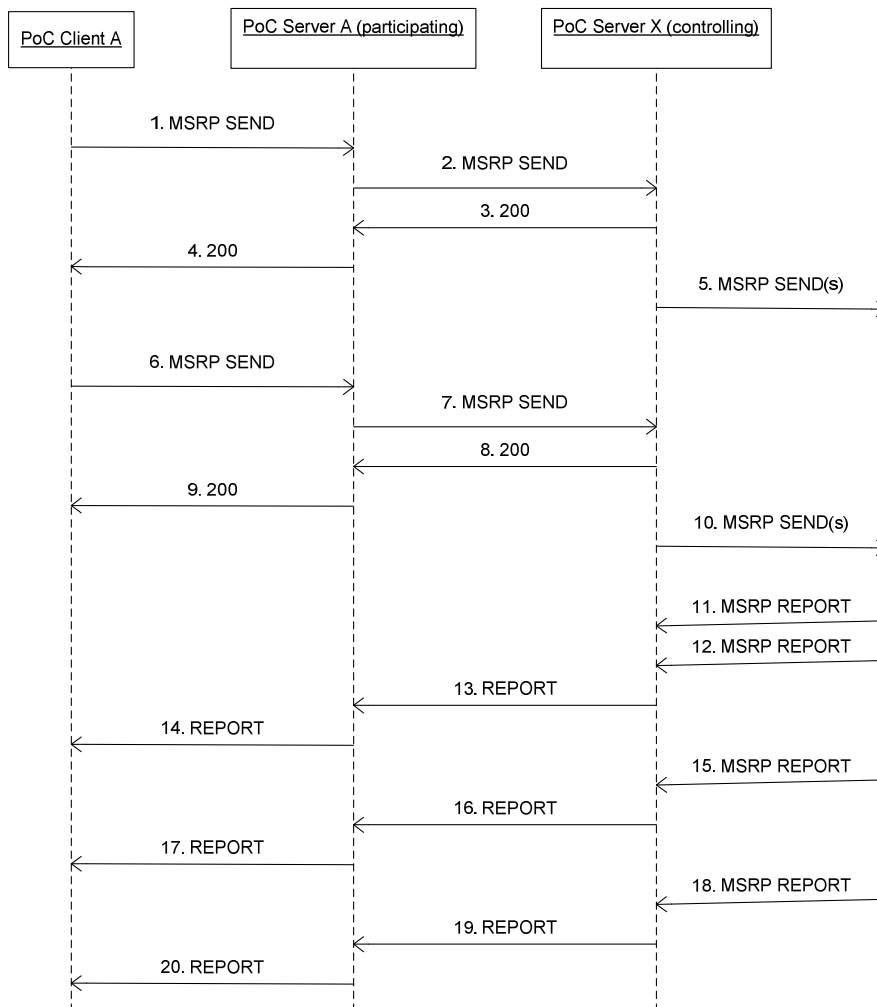 PoC Client A
PoC Server A (participating)
PoC Server X (controlling)
1. MSRP SEND
2. MSRP SEND
3. 200
4. 200
5. MSRP SEND(s)
6. MSRP SEND
7. MSRP SEND
8. 200
9. 200
10. MSRP SEND(s)
11. MSRP REPORT
12. MSRP REPORT
13. REPORT
14. REPORT
15. MSRP REPORT
16. REPORT
17. REPORT
18. MSRP REPORT
19. REPORT
20. REPORT